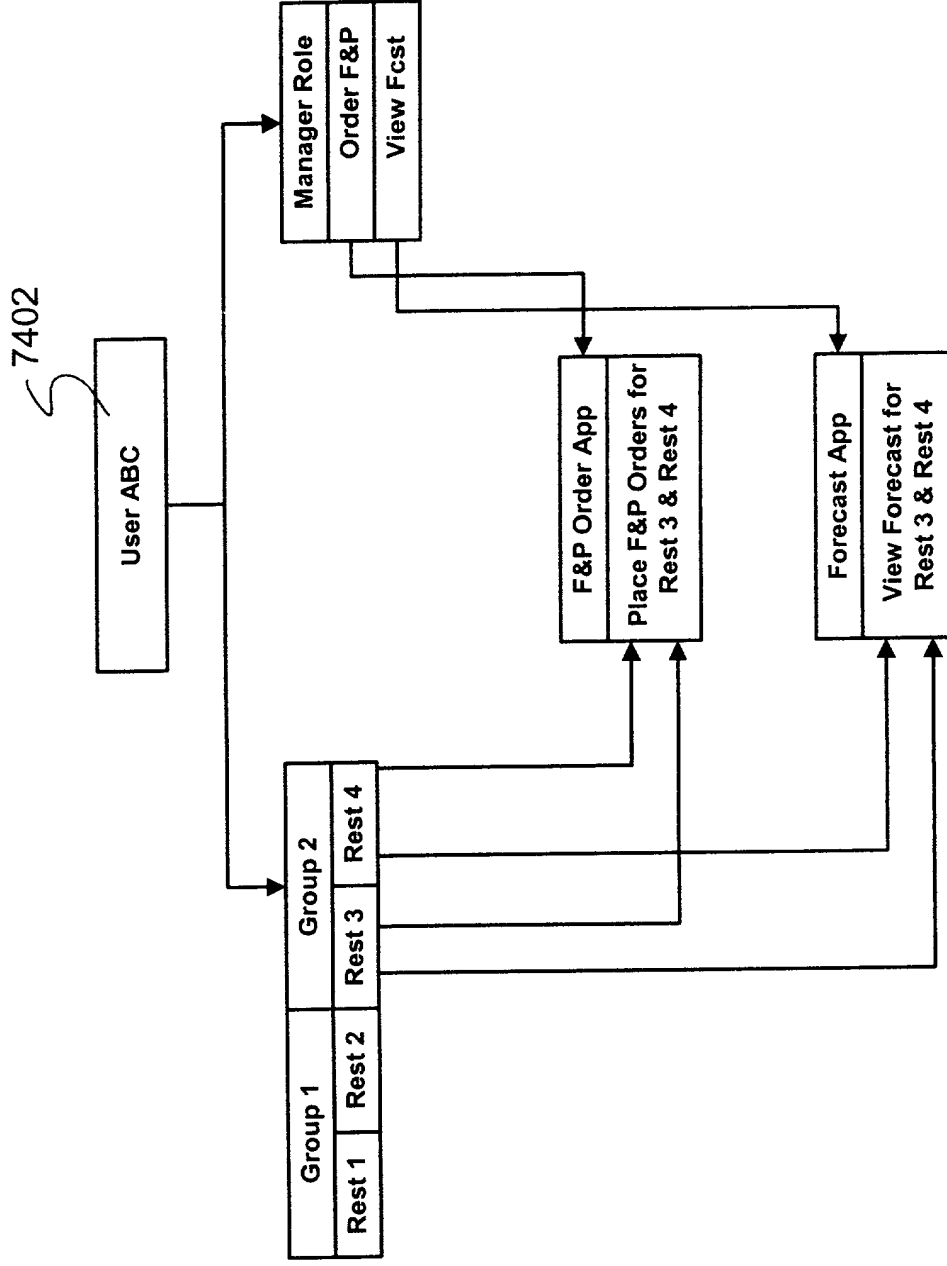 7402
User ABC
Group 1
Group 2
Rest 1
Rest 2
Rest 3
Rest 4
Manager Role
Order F&P
View Fcst
F&P Order App
Place F&P Orders for
Rest 3 & Rest 4
Forecast App
View Forecast for
Rest 3 & Rest 4